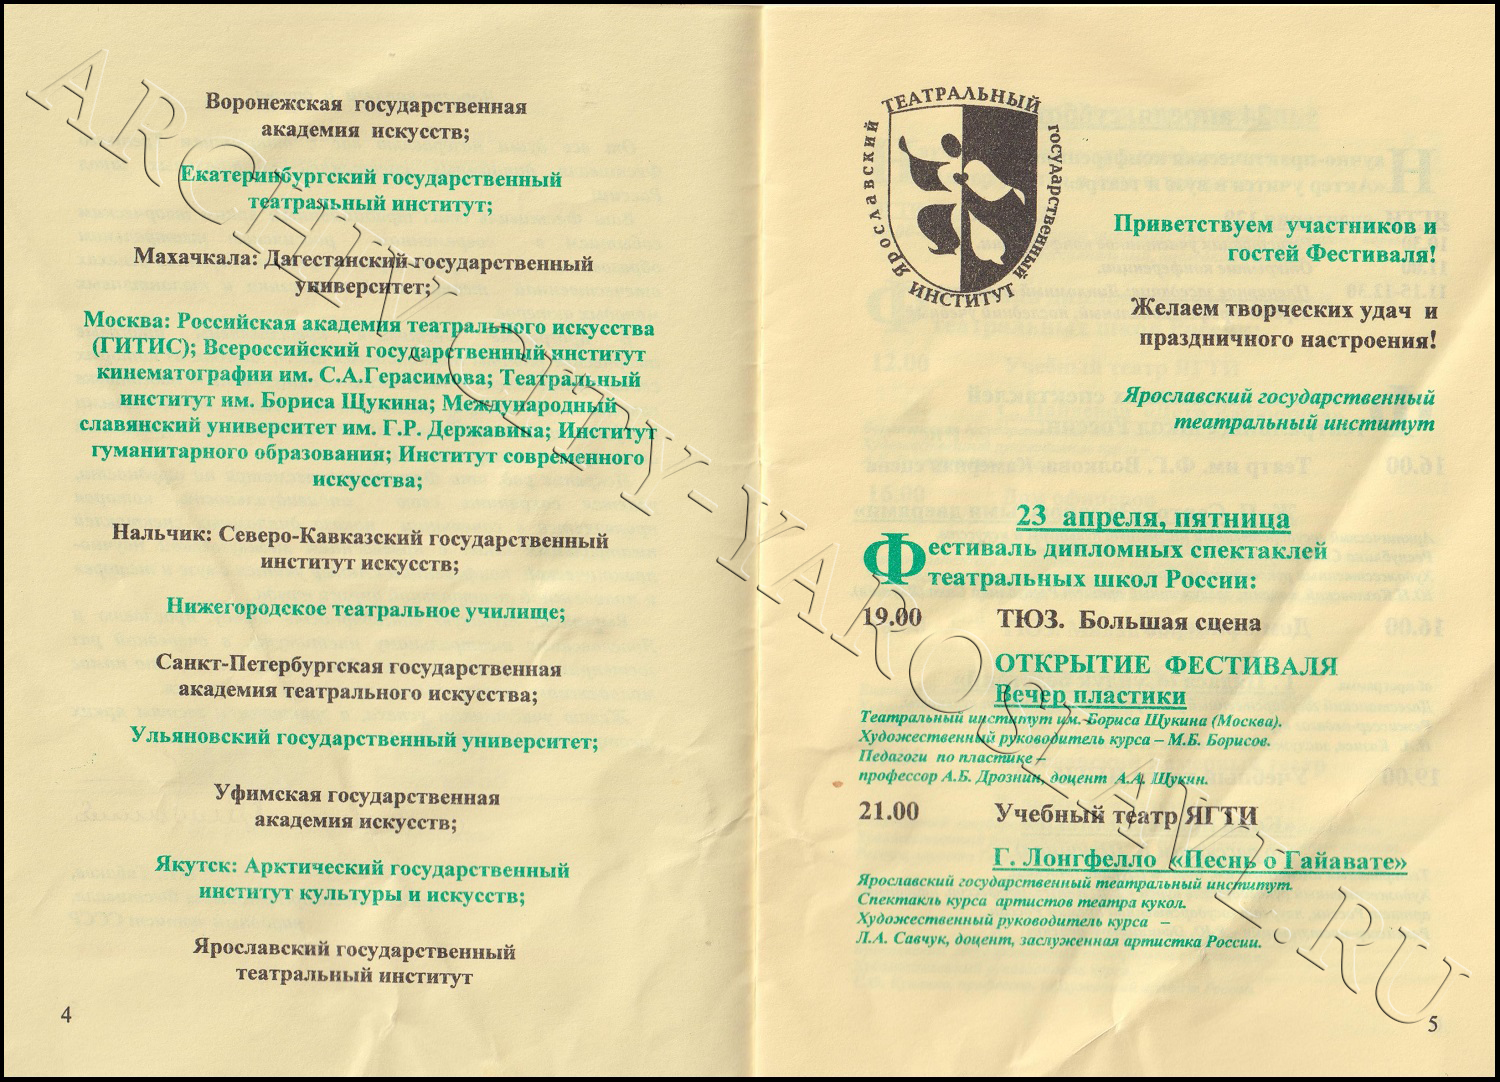 Воронежская государственная
академия искусств;
Екатеринбургский государственный
театральный институт;
Махачкала: Дагестанский государственный
университет;
Москва: Российская академия театрального искусства
(ГИТИС); Всероссийский государственный институт
кинематографии им. С.А.Герасимова; Театральный
институт им. Бориса Щукина; Международный
славянский университет им. Г.Р. Державина; Институт
гуманитарного образования; Институт современного
искусства;
Нальчик: Северо-Кавказский государственный
институт искусств;
Нижегородское театральное училище;
Санкт-Петербургская государственная
академия театрального искусства;
Ульяновский государственный университет;
Уфимская государственная
академия искусств;
Якутск: Арктический государственный
институт культуры и искусств;
Ярославский государственный
театральный институт
4
ЯРОСЛАВСКИЙ
ТЕАТРАЛЬНЫЙ
ГОСУДАРСТВЕННЫЙ
ИНСТИТУТ
Приветствуем участников и
гостей Фестиваля!
Желаем творческих удач и
праздничного настроения!
Ярославский государственный
театральный институт
23 апреля, пятница
Фестиваль дипломных спектаклей
театральных школ России:
19.00 ТЮЗ. Большая сцена
ОТКРЫТИЕ ФЕСТИВАЛЯ
Вечер пластики
Театральный институт им. Бориса Щукина (Москва).
Художественный руководитель курса – М.Б. Борисов.
Педагоги по пластике –
профессор А.Б. Дрознин, доцент А.А. Щукин.
21.00 Учебный театр ЯГТИ
Г. Лонгфелло «Песнь о Гайавате»
Ярославский государственный театральный институт.
Спектакль курса артистов театра кукол.
Художественный руководитель курса –
Л.А. Савчук, доцент, заслуженная артистка России.
5
ARCHIV.CITY-YAROSLAVL.RU